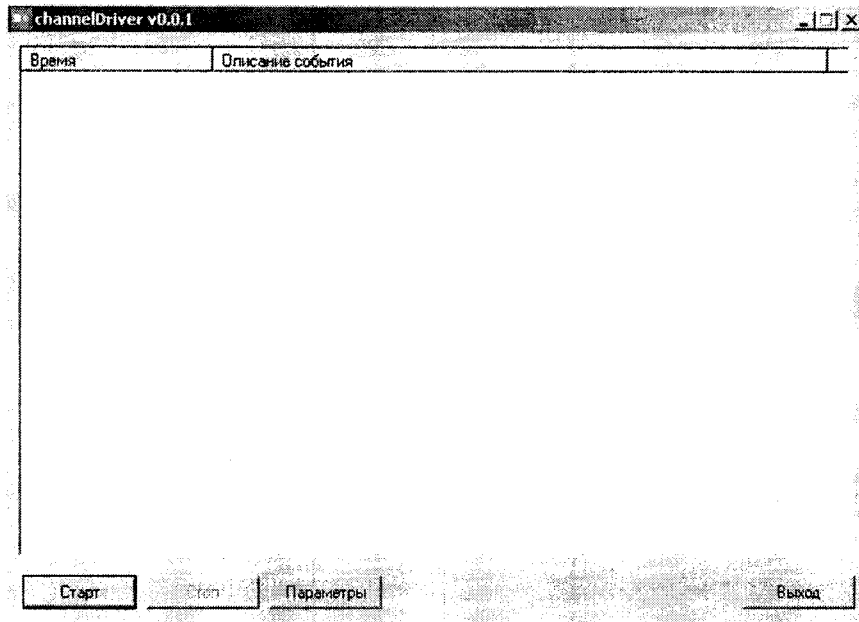 channelDriver v0.0.1
Время Описание события
Старт Стоп Параметры Выход